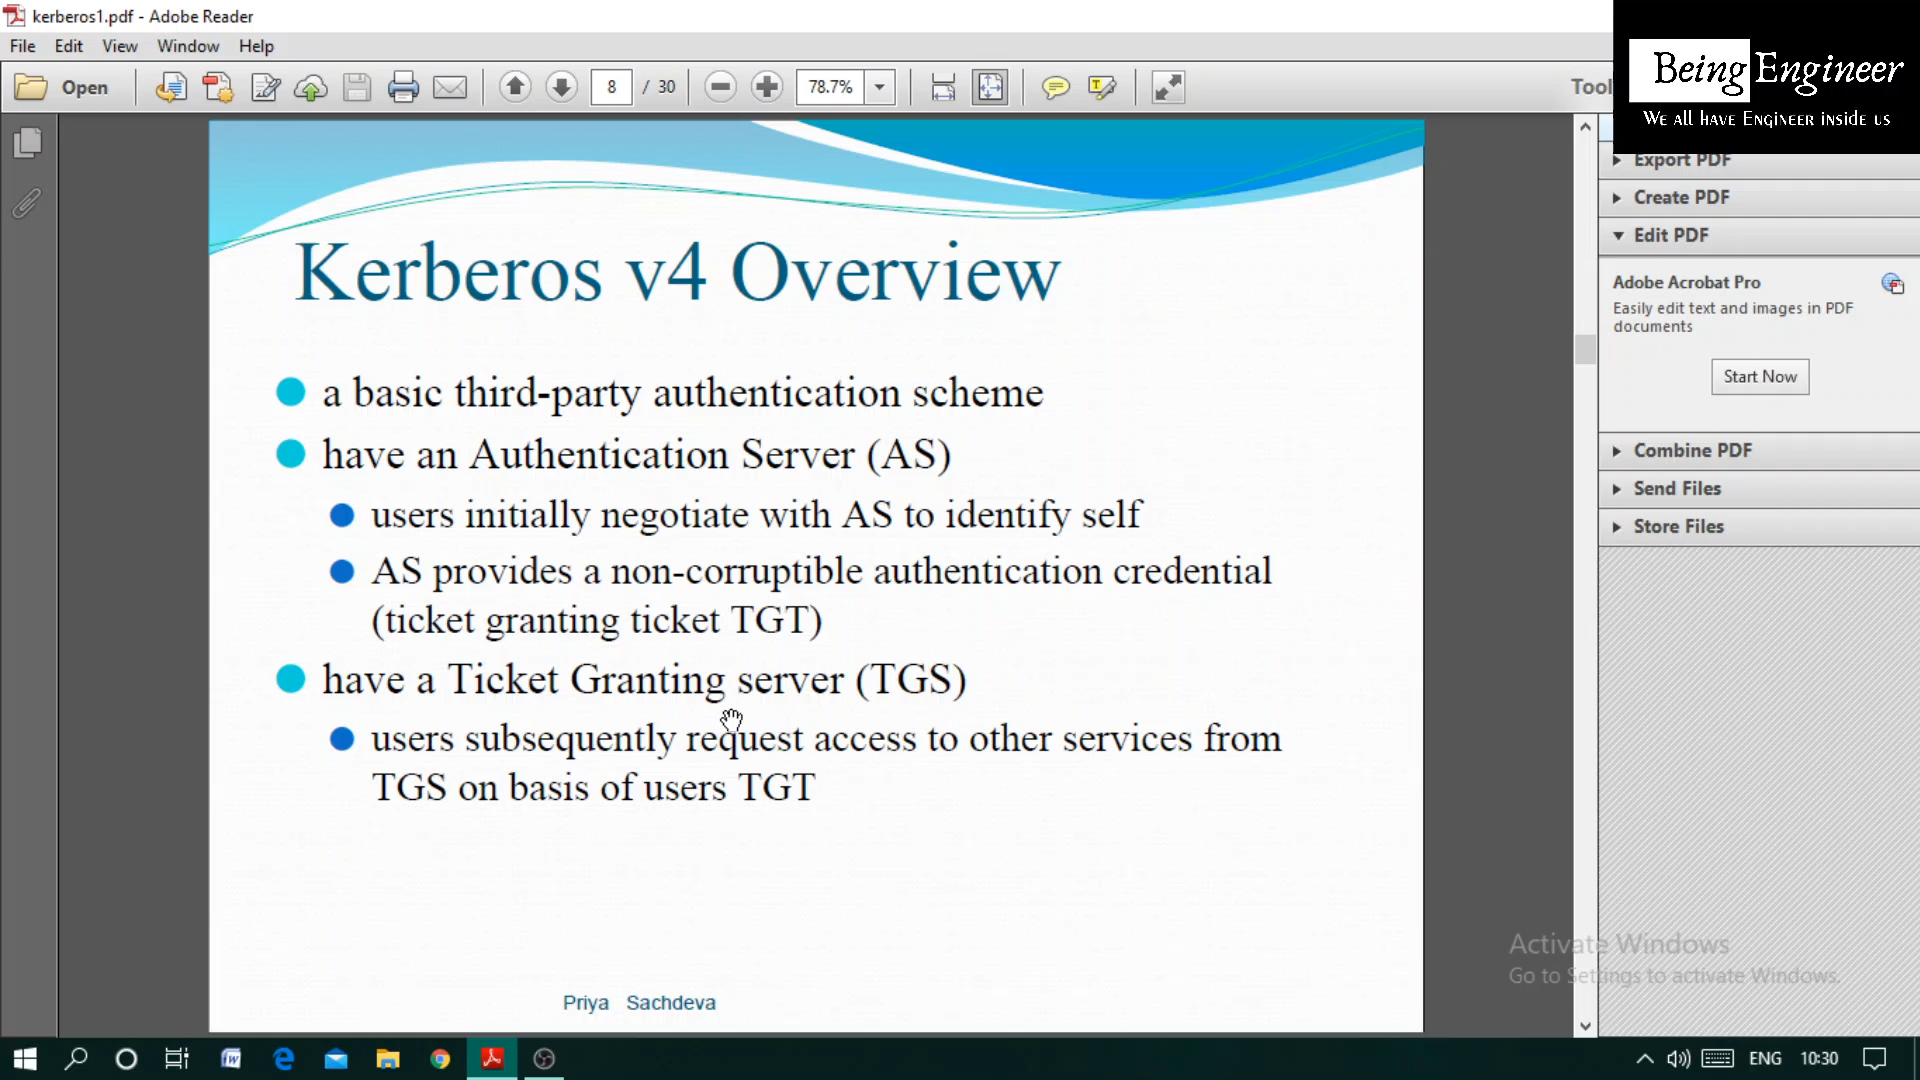 kerberos1.pdf - Adobe Reader
File Edit View Window Help
Open 8 / 30 78.7% Tool
Being Engineer
We all have Engineer inside us
Kerberos v4 Overview
a basic third-party authentication scheme
have an Authentication Server (AS)
users initially negotiate with AS to identify self
AS provides a non-corruptible authentication credential
(ticket granting ticket TGT)
have a Ticket Granting server (TGS)
users subsequently request access to other services from
TGS on basis of users TGT
Priya Sachdeva
Export PDF
Create PDF
Edit PDF
Adobe Acrobat Pro
Easily edit text and images in PDF
documents
Start Now
Combine PDF
Send Files
Store Files
Activate Windows
Go to Settings to activate Windows.
ENG 10:30